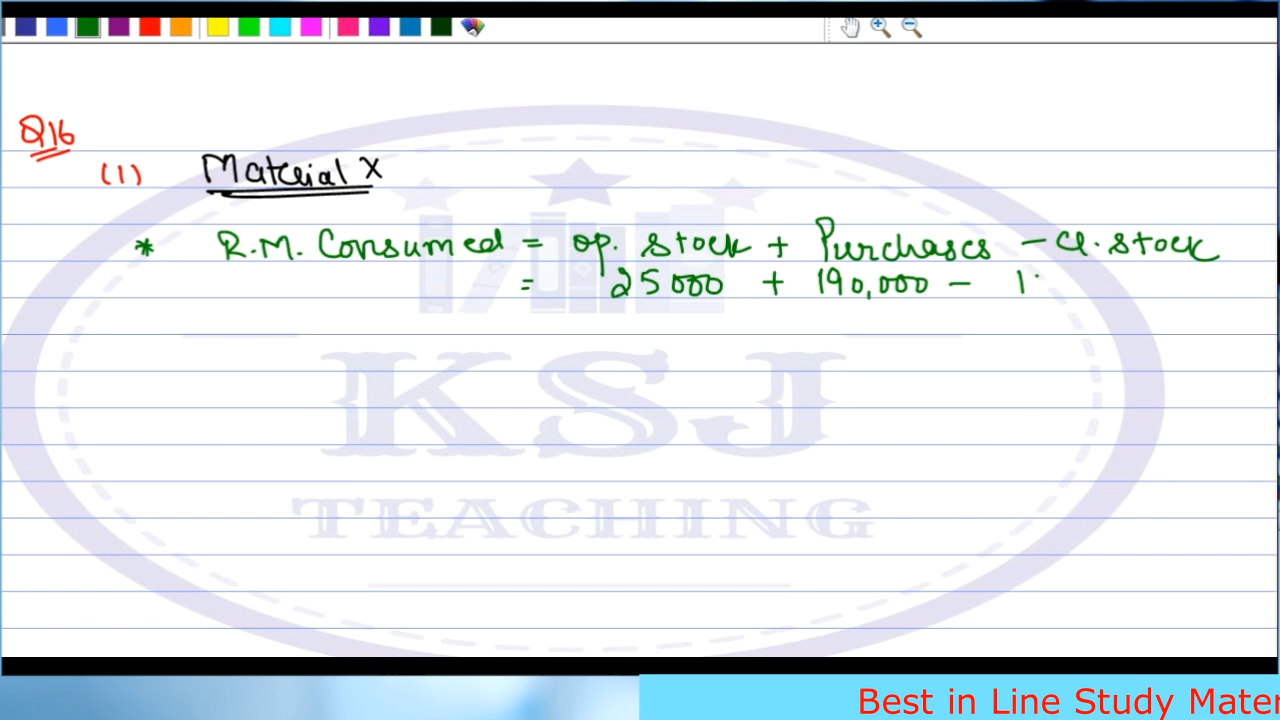 Q16
(1) Material X
* R.M. Consumed = op. stock + Purchases - Cl. stock
= 25000 + 190,000 - 1
KSJ
TEACHING
Best in Line Study Mater